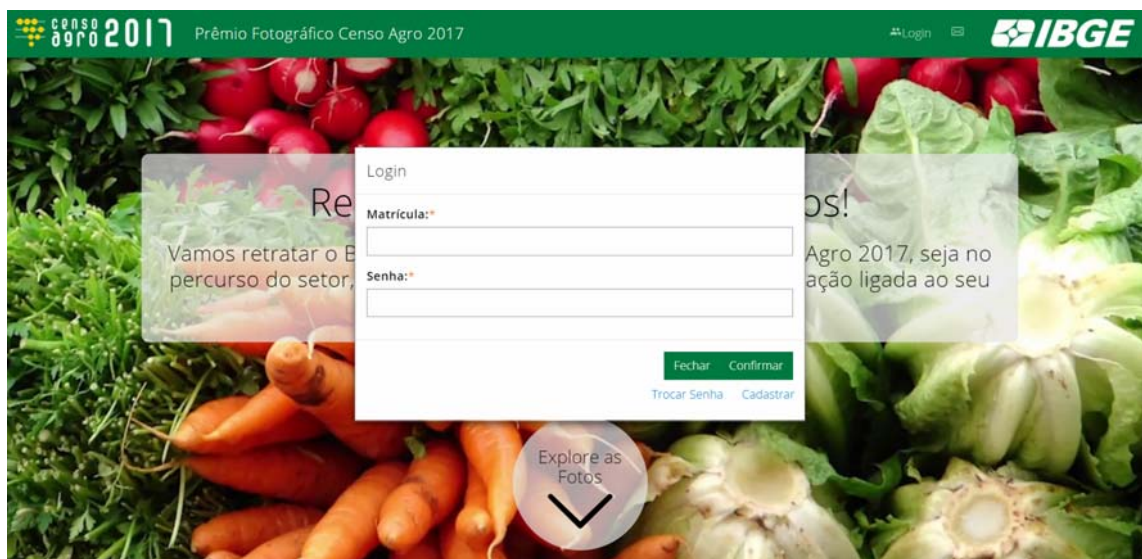 censo agro 2017
Prêmio Fotográfico Censo Agro 2017
Login
IBGE
Re
os!
Vamos retratar o B
Agro 2017, seja no
percurso do setor,
ação ligada ao seu
Login
Matrícula:*
Senha:*
Fechar Confirmar
Trocar Senha Cadastrar
Explore as
Fotos